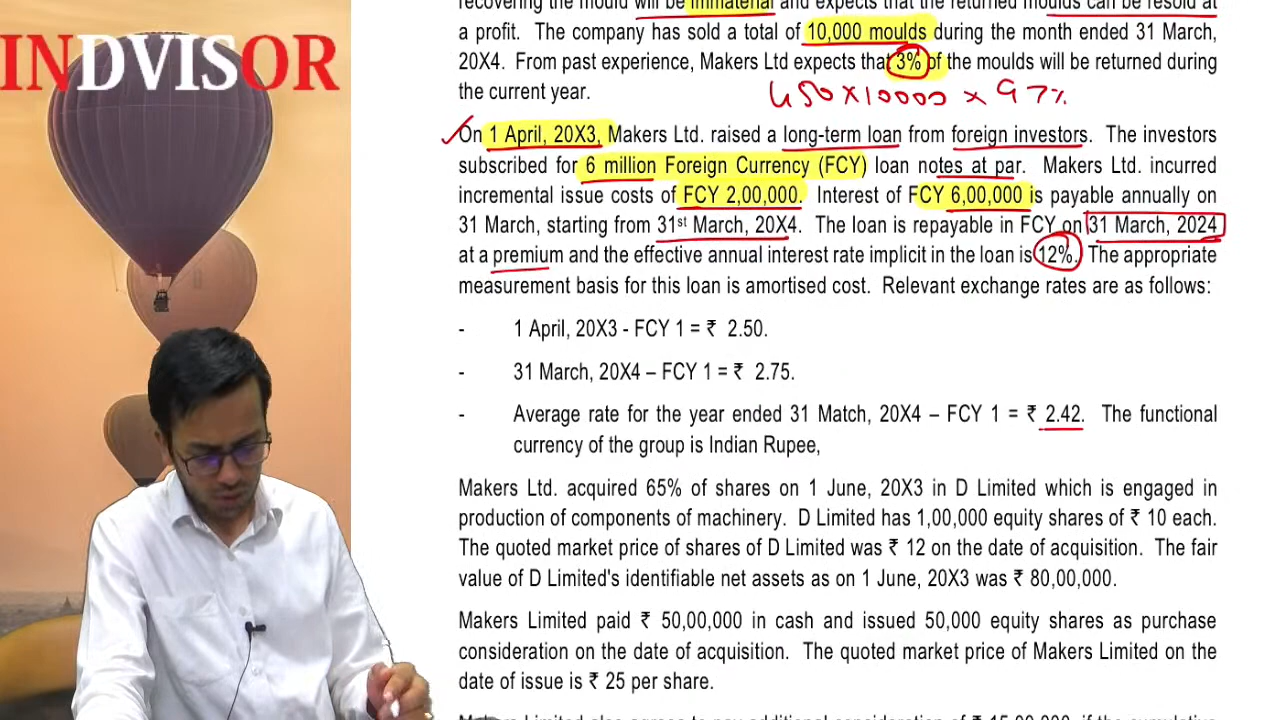 recovering the mould will be immaterial and expects that the returned moulds can be resold at
INDVISOR
a profit. The company has sold a total of 10,000 moulds during the month ended 31 March,
20X4. From past experience, Makers Ltd expects that 3% of the moulds will be returned during
the current year.
450 X 10000 x 97%
On 1 April, 20X3, Makers Ltd. raised a long-term loan from foreign investors. The investors
subscribed for 6 million Foreign Currency (FCY) loan notes at par. Makers Ltd. incurred
incremental issue costs of FCY 2,00,000. Interest of FCY 6,00,000 is payable annually on
31 March, starting from 31st March, 20X4. The loan is repayable in FCY on 31 March, 2024
at a premium and the effective annual interest rate implicit in the loan is 12%. The appropriate
measurement basis for this loan is amortised cost. Relevant exchange rates are as follows:
- 1 April, 20X3 - FCY 1 = ₹ 2.50.
- 31 March, 20X4 – FCY 1 = ₹ 2.75.
- Average rate for the year ended 31 Match, 20X4 – FCY 1 = ₹ 2.42. The functional
currency of the group is Indian Rupee,
Makers Ltd. acquired 65% of shares on 1 June, 20X3 in D Limited which is engaged in
production of components of machinery. D Limited has 1,00,000 equity shares of ₹ 10 each.
The quoted market price of shares of D Limited was ₹ 12 on the date of acquisition. The fair
value of D Limited's identifiable net assets as on 1 June, 20X3 was ₹ 80,00,000.
Makers Limited paid ₹ 50,00,000 in cash and issued 50,000 equity shares as purchase
consideration on the date of acquisition. The quoted market price of Makers Limited on the
date of issue is ₹ 25 per share.
Makers Limited also agrees to pay additional consideration of ₹ 15,00,000, if the cumulative